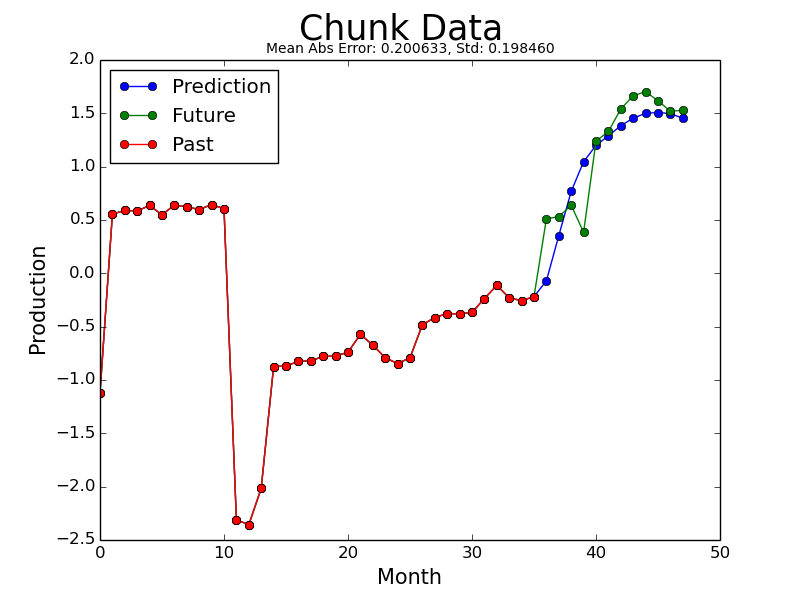 Chunk Data
Mean Abs Error: 0.200633, Std: 0.198460
Prediction
Future
Past
Production
2.0
1.5
1.0
0.5
0.0
−0.5
−1.0
−1.5
−2.0
−2.5
0 10 20 30 40 50
Month